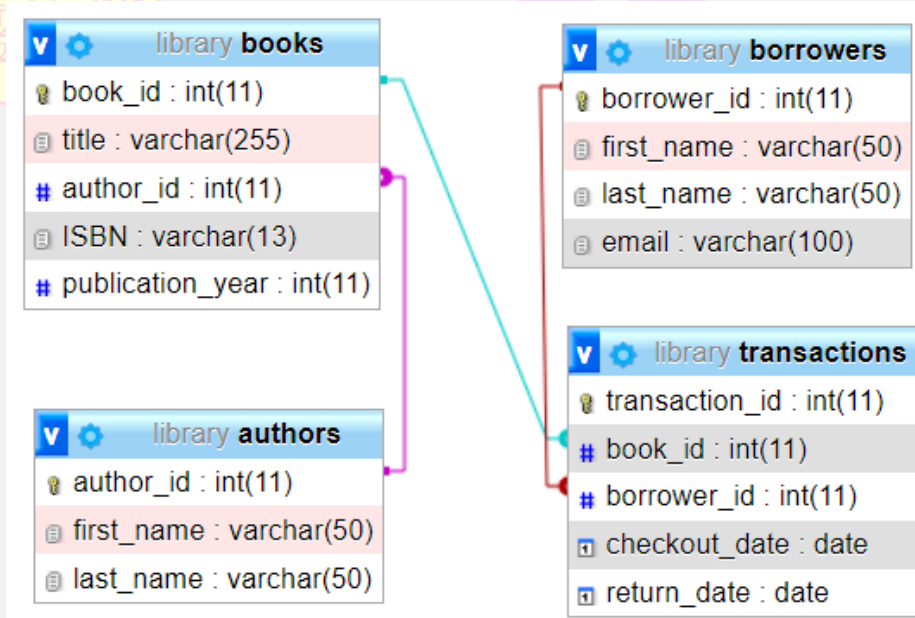 v library books
book_id : int(11)
title : varchar(255)
# author_id : int(11)
ISBN : varchar(13)
# publication_year : int(11)
v library borrowers
borrower_id : int(11)
first_name : varchar(50)
last_name : varchar(50)
email : varchar(100)
v library authors
author_id : int(11)
first_name : varchar(50)
last_name : varchar(50)
v library transactions
transaction_id : int(11)
# book_id : int(11)
# borrower_id : int(11)
checkout_date : date
return_date : date